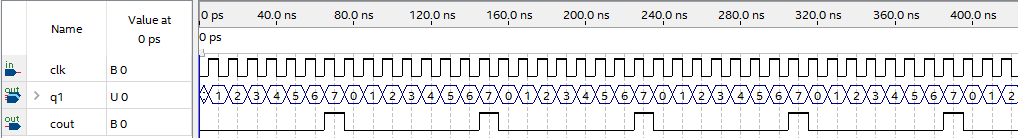 Name
Value at
0 ps
0 ps 40.0 ns 80.0 ns 120.0 ns 160.0 ns 200.0 ns 240.0 ns 280.0 ns 320.0 ns 360.0 ns 400.0 ns
0 ps
in clk B 0
out q1 U 0 1 2 3 4 5 6 7 0 1 2 3 4 5 6 7 0 1 2 3 4 5 6 7 0 1 2 3 4 5 6 7 0 1 2 3 4 5 6 7 0 1 2
out cout B 0